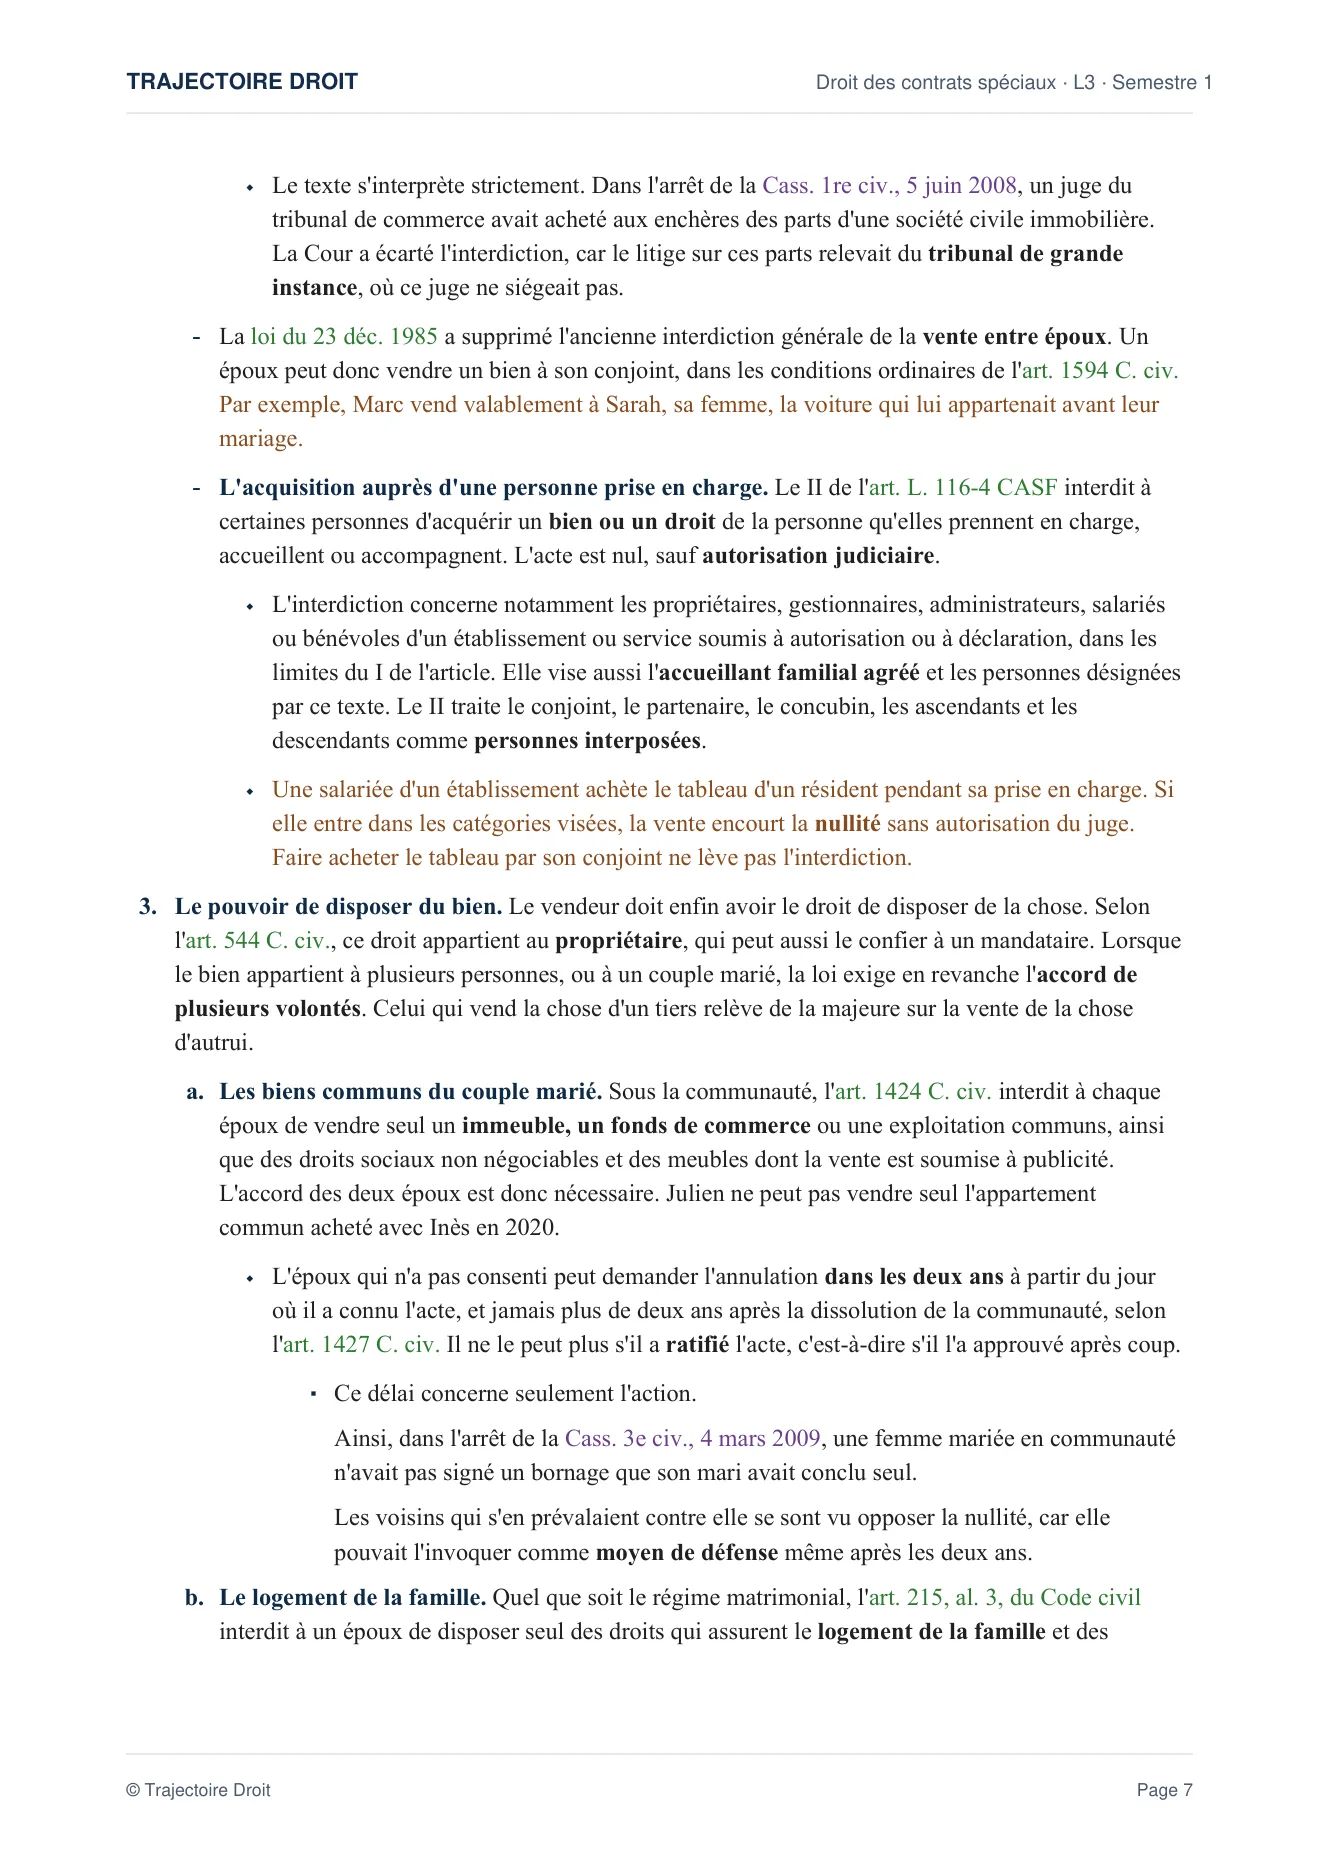 TRAJECTOIRE DROIT
Droit des contrats spéciaux · L3 · Semestre 1
⬩ Le texte s'interprète strictement. Dans l'arrêt de la Cass. 1re civ., 5 juin 2008, un juge du
tribunal de commerce avait acheté aux enchères des parts d'une société civile immobilière.
La Cour a écarté l'interdiction, car le litige sur ces parts relevait du tribunal de grande
instance, où ce juge ne siégeait pas.
- La loi du 23 déc. 1985 a supprimé l'ancienne interdiction générale de la vente entre époux. Un
époux peut donc vendre un bien à son conjoint, dans les conditions ordinaires de l'art. 1594 C. civ.
Par exemple, Marc vend valablement à Sarah, sa femme, la voiture qui lui appartenait avant leur
mariage.
- L'acquisition auprès d'une personne prise en charge. Le II de l'art. L. 116-4 CASF interdit à
certaines personnes d'acquérir un bien ou un droit de la personne qu'elles prennent en charge,
accueillent ou accompagnent. L'acte est nul, sauf autorisation judiciaire.
⬩ L'interdiction concerne notamment les propriétaires, gestionnaires, administrateurs, salariés
ou bénévoles d'un établissement ou service soumis à autorisation ou à déclaration, dans les
limites du I de l'article. Elle vise aussi l'accueillant familial agréé et les personnes désignées
par ce texte. Le II traite le conjoint, le partenaire, le concubin, les ascendants et les
descendants comme personnes interposées.
⬩ Une salariée d'un établissement achète le tableau d'un résident pendant sa prise en charge. Si
elle entre dans les catégories visées, la vente encourt la nullité sans autorisation du juge.
Faire acheter le tableau par son conjoint ne lève pas l'interdiction.
3. Le pouvoir de disposer du bien. Le vendeur doit enfin avoir le droit de disposer de la chose. Selon
l'art. 544 C. civ., ce droit appartient au propriétaire, qui peut aussi le confier à un mandataire. Lorsque
le bien appartient à plusieurs personnes, ou à un couple marié, la loi exige en revanche l'accord de
plusieurs volontés. Celui qui vend la chose d'un tiers relève de la majeure sur la vente de la chose
d'autrui.
a. Les biens communs du couple marié. Sous la communauté, l'art. 1424 C. civ. interdit à chaque
époux de vendre seul un immeuble, un fonds de commerce ou une exploitation communs, ainsi
que des droits sociaux non négociables et des meubles dont la vente est soumise à publicité.
L'accord des deux époux est donc nécessaire. Julien ne peut pas vendre seul l'appartement
commun acheté avec Inès en 2020.
⬩ L'époux qui n'a pas consenti peut demander l'annulation dans les deux ans à partir du jour
où il a connu l'acte, et jamais plus de deux ans après la dissolution de la communauté, selon
l'art. 1427 C. civ. Il ne le peut plus s'il a ratifié l'acte, c'est-à-dire s'il l'a approuvé après coup.
▪ Ce délai concerne seulement l'action.
Ainsi, dans l'arrêt de la Cass. 3e civ., 4 mars 2009, une femme mariée en communauté
n'avait pas signé un bornage que son mari avait conclu seul.
Les voisins qui s'en prévalaient contre elle se sont vu opposer la nullité, car elle
pouvait l'invoquer comme moyen de défense même après les deux ans.
b. Le logement de la famille. Quel que soit le régime matrimonial, l'art. 215, al. 3, du Code civil
interdit à un époux de disposer seul des droits qui assurent le logement de la famille et des
© Trajectoire Droit
Page 7